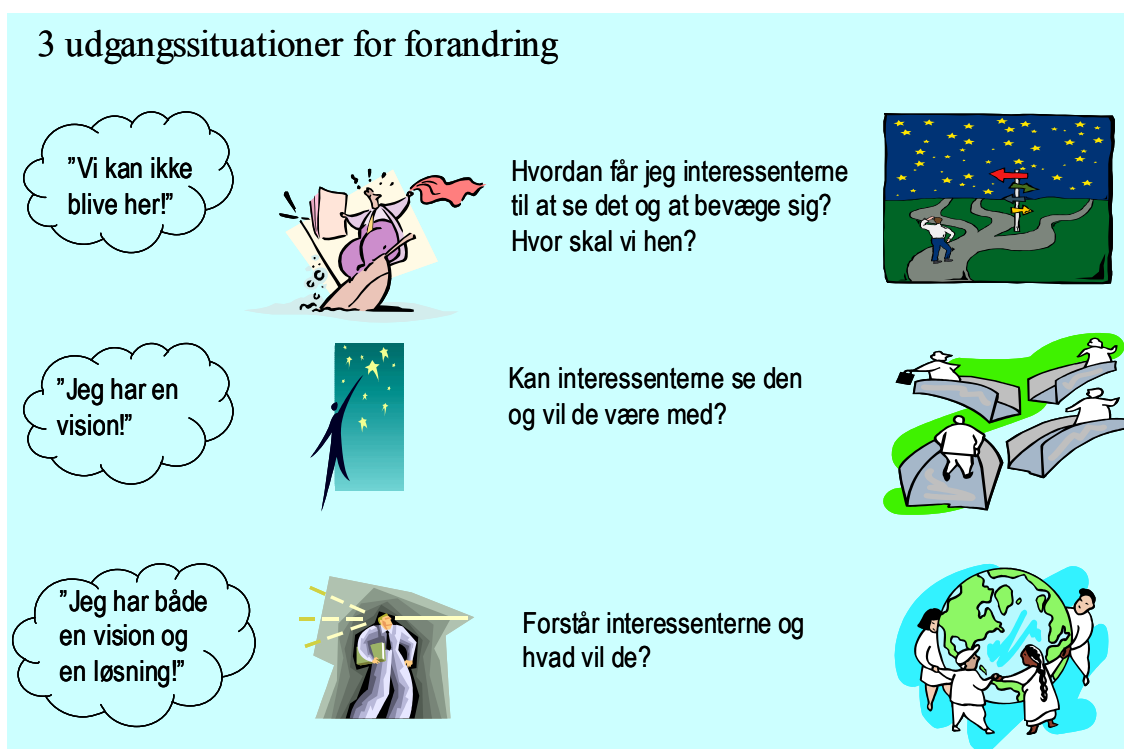 3 udgangssituationer for forandring
”Vi kan ikke
blive her!”
Hvordan får jeg interessenterne
til at se det og at bevæge sig?
Hvor skal vi hen?
”Jeg har en
vision!”
Kan interessenterne se den
og vil de være med?
”Jeg har både
en vision og
en løsning!”
Forstår interessenterne og
hvad vil de?